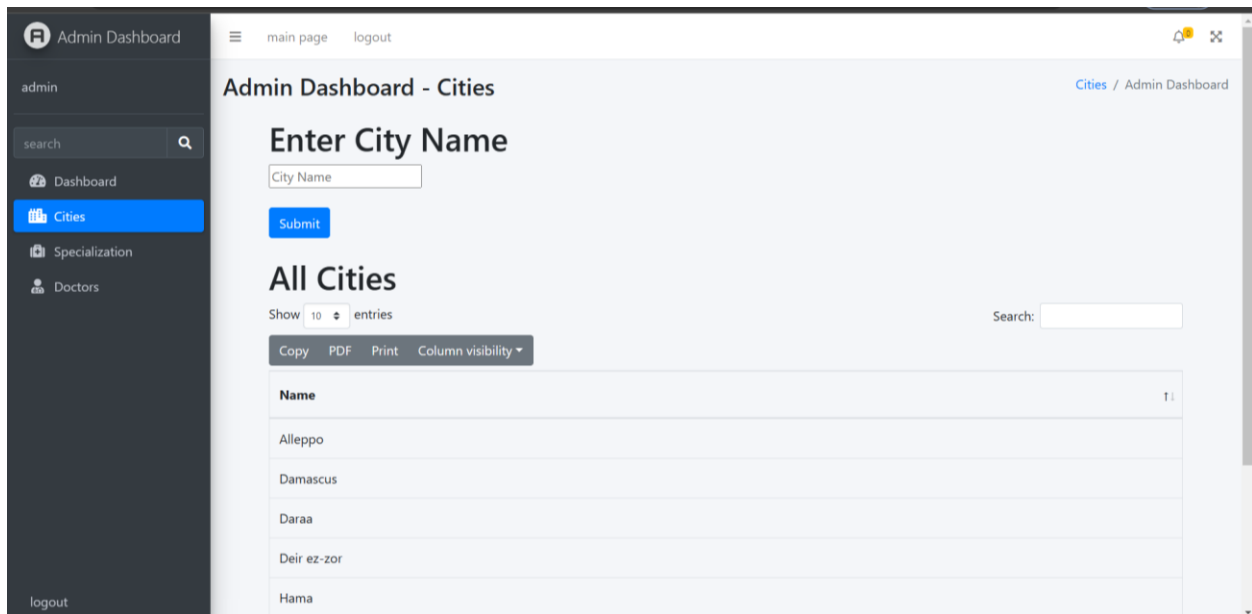 Admin Dashboard
main page logout
0
admin
Admin Dashboard - Cities
Cities / Admin Dashboard
search
Dashboard
Cities
Specialization
Doctors
logout
Enter City Name
City Name
Submit
All Cities
Show 10 entries
Search:
Copy PDF Print Column visibility
Name
Alleppo
Damascus
Daraa
Deir ez-zor
Hama